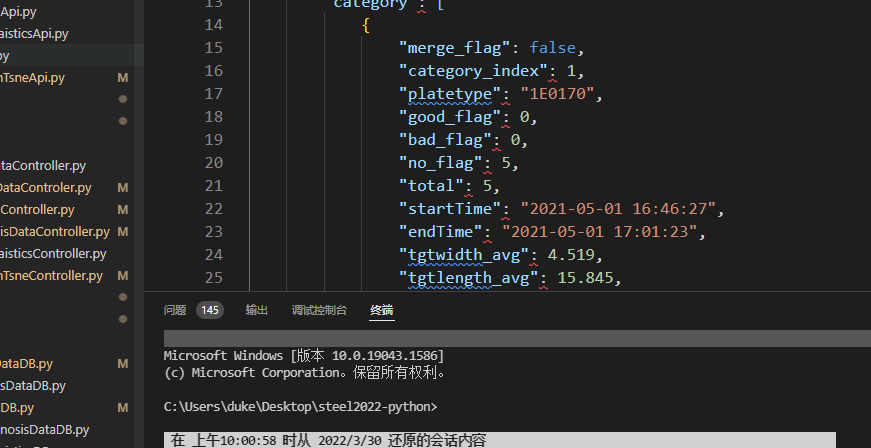 Api.py
aisticsApi.py
py
nTsneApi.py M
taController.py
DataControler.py M
Controller.py M
isDataController.py M
aisticsController.py
nTsneController.py M
ataDB.py M
sDataDB.py
DB.py M
nosisDataDB.py
13 category : [
14 {
15 "merge_flag": false,
16 "category_index": 1,
17 "platetype": "1E0170",
18 "good_flag": 0,
19 "bad_flag": 0,
20 "no_flag": 5,
21 "total": 5,
22 "startTime": "2021-05-01 16:46:27",
23 "endTime": "2021-05-01 17:01:23",
24 "tgtwidth_avg": 4.519,
25 "tgtlength_avg": 15.845,
问题 145 输出 调试控制台 终端
Microsoft Windows [版本 10.0.19043.1586]
(c) Microsoft Corporation。保留所有权利。
C:\Users\duke\Desktop\steel2022-python>
在 上午10:00:58 时从 2022/3/30 还原的会话内容